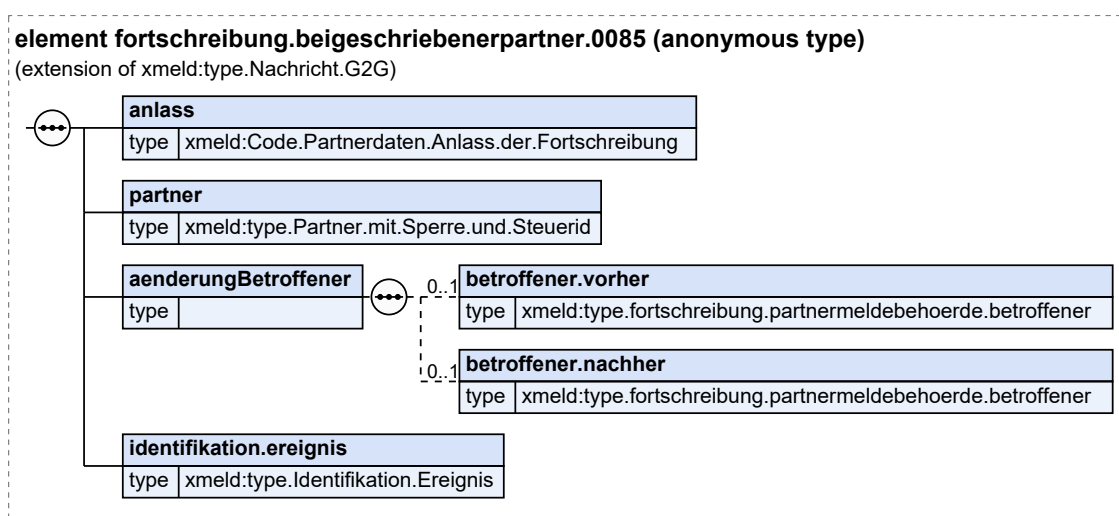 element fortschreibung.beigeschriebenerpartner.0085 (anonymous type)
(extension of xmeld:type.Nachricht.G2G)
anlass
type xmeld:Code.Partnerdaten.Anlass.der.Fortschreibung
partner
type xmeld:type.Partner.mit.Sperre.und.Steuerid
aenderungBetroffener
type
0..1 betroffener.vorher
type xmeld:type.fortschreibung.partnermeldebehoerde.betroffener
0..1 betroffener.nachher
type xmeld:type.fortschreibung.partnermeldebehoerde.betroffener
identifikation.ereignis
type xmeld:type.Identifikation.Ereignis